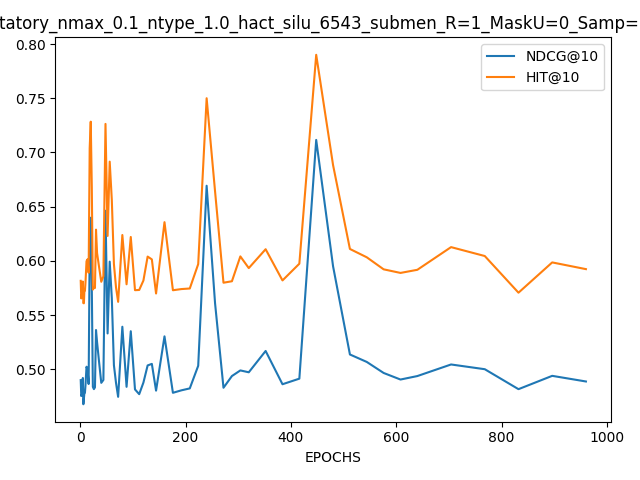 tatory_nmax_0.1_ntype_1.0_hact_silu_6543_submen_R=1_MaskU=0_Samp=
NDCG@10
HIT@10
0.80
0.75
0.70
0.65
0.60
0.55
0.50
0 200 400 600 800 1000
EPOCHS